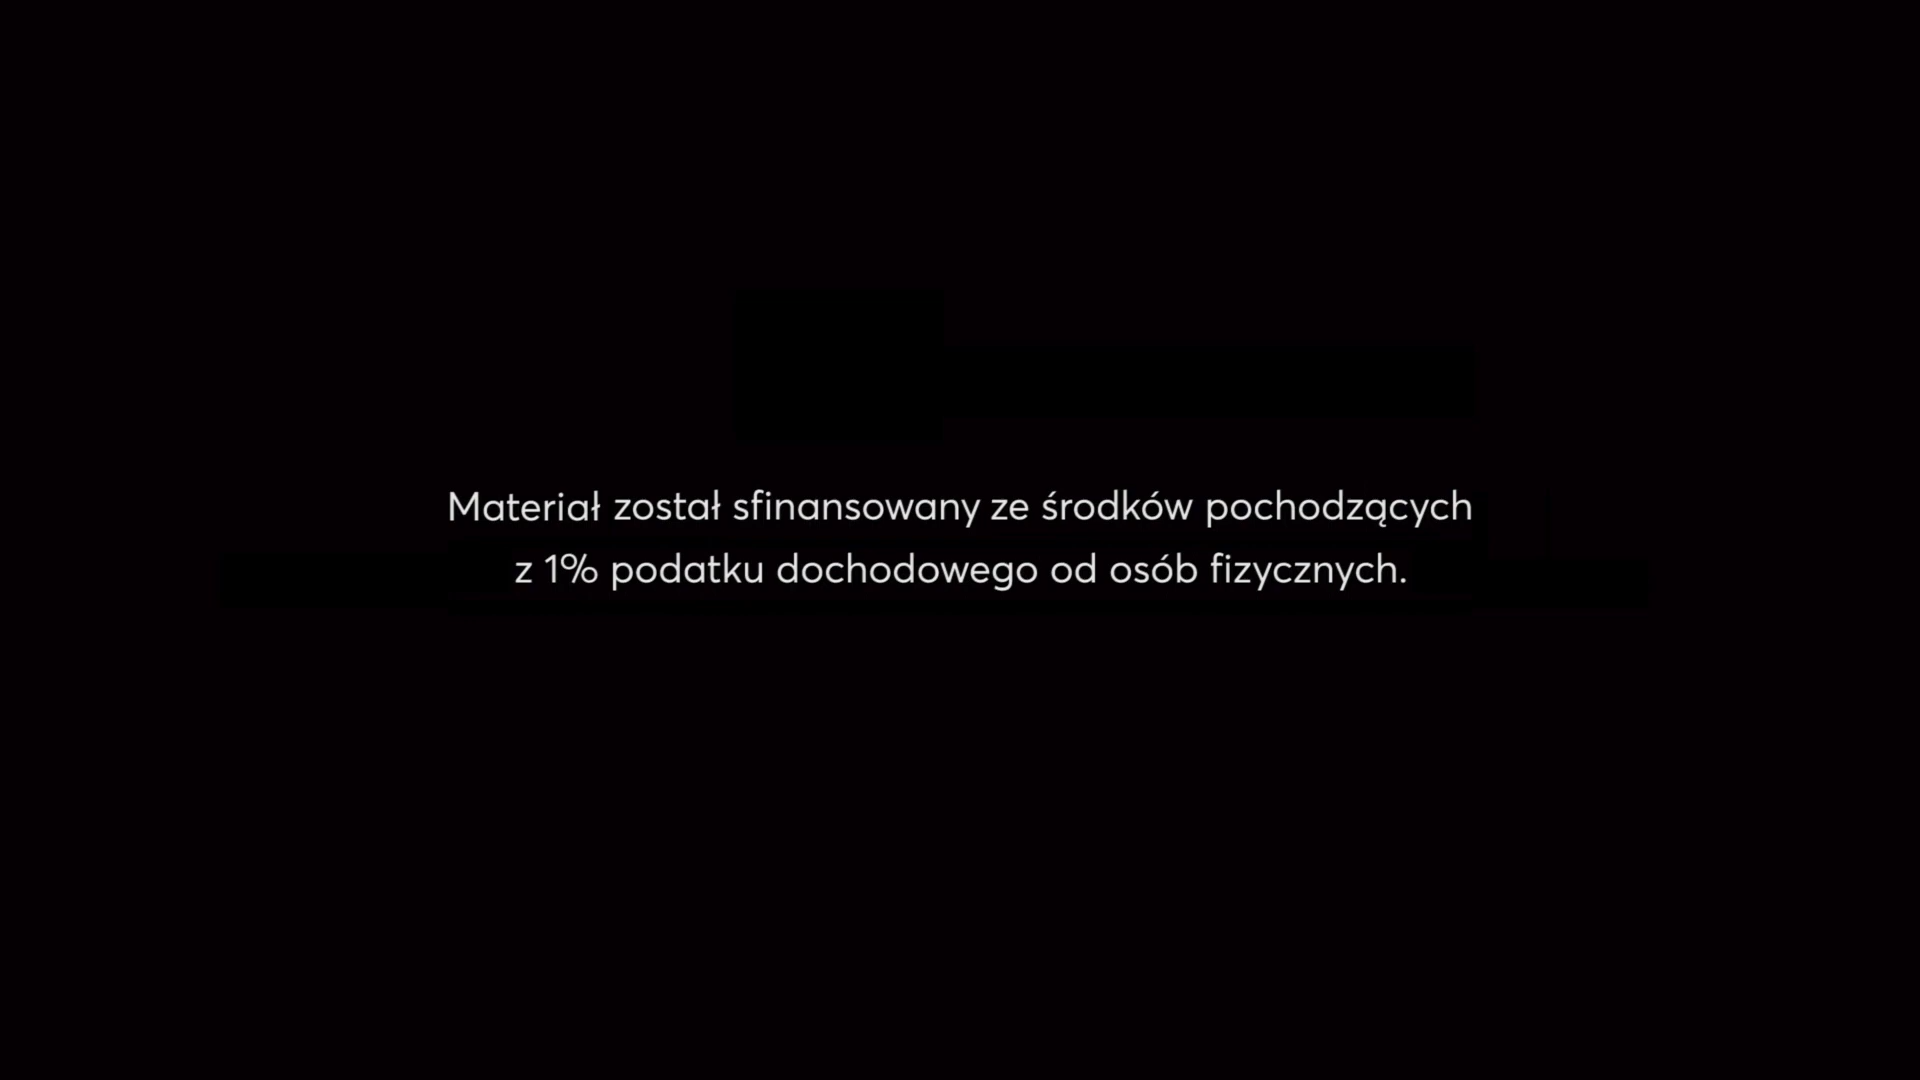 Materiał został sfinansowany ze środków pochodzących
z 1% podatku dochodowego od osób fizycznych.